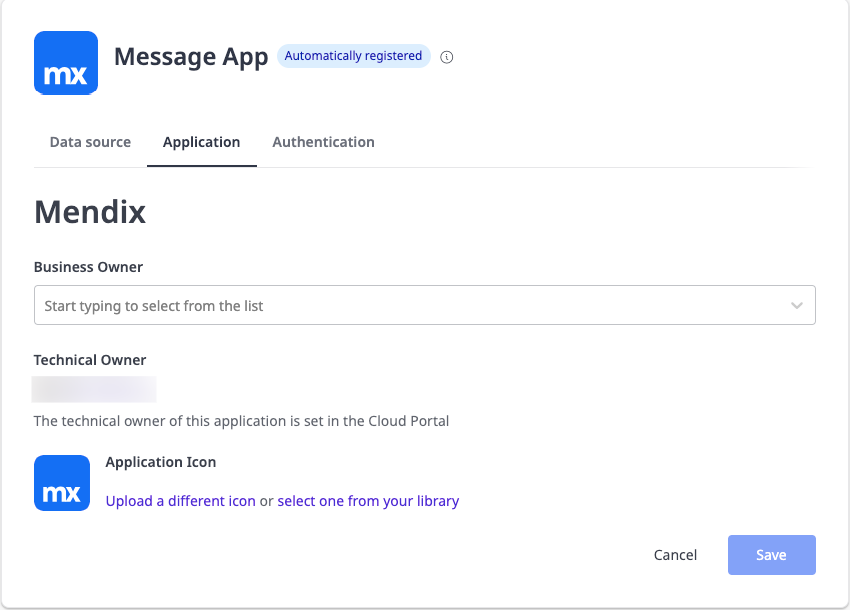 mx
Message App Automatically registered
Data source Application Authentication
Mendix
Business Owner
Start typing to select from the list
Technical Owner
The technical owner of this application is set in the Cloud Portal
mx
Application Icon
Upload a different icon or select one from your library
Cancel Save